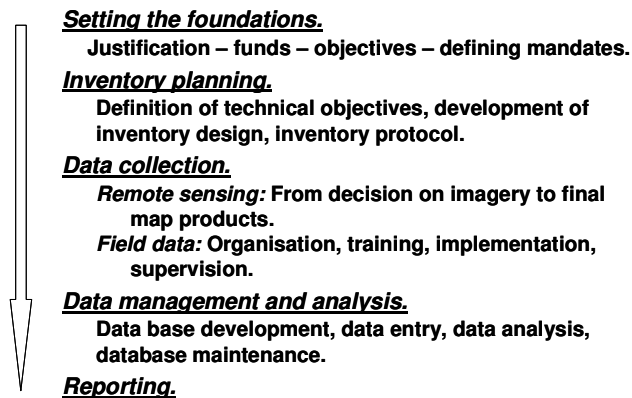 Setting the foundations.
Justification – funds – objectives – defining mandates.
Inventory planning.
Definition of technical objectives, development of
inventory design, inventory protocol.
Data collection.
Remote sensing: From decision on imagery to final
map products.
Field data: Organisation, training, implementation,
supervision.
Data management and analysis.
Data base development, data entry, data analysis,
database maintenance.
Reporting.